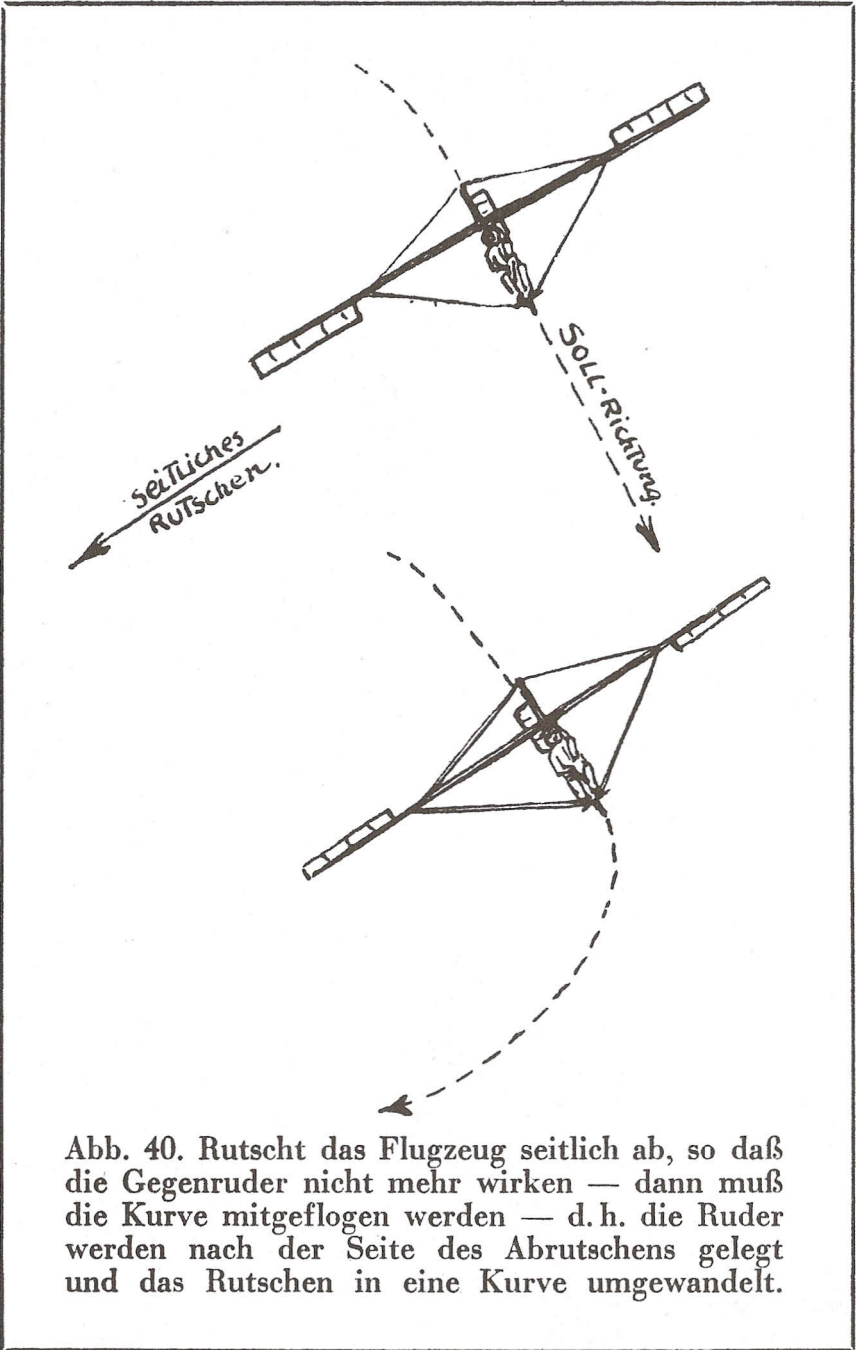 SOLL-RichTung.
SeiTLiches
RuTschen.
Abb. 40. Rutscht das Flugzeug seitlich ab, so daß
die Gegenruder nicht mehr wirken — dann muß
die Kurve mitgeflogen werden — d. h. die Ruder
werden nach der Seite des Abrutschens gelegt
und das Rutschen in eine Kurve umgewandelt.